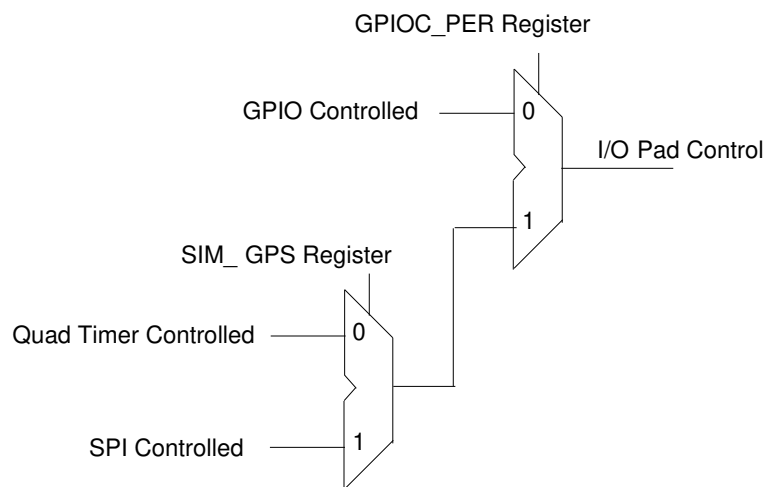 GPIOC_PER Register
GPIO Controlled
0
I/O Pad Control
1
SIM_ GPS Register
Quad Timer Controlled
0
SPI Controlled
1